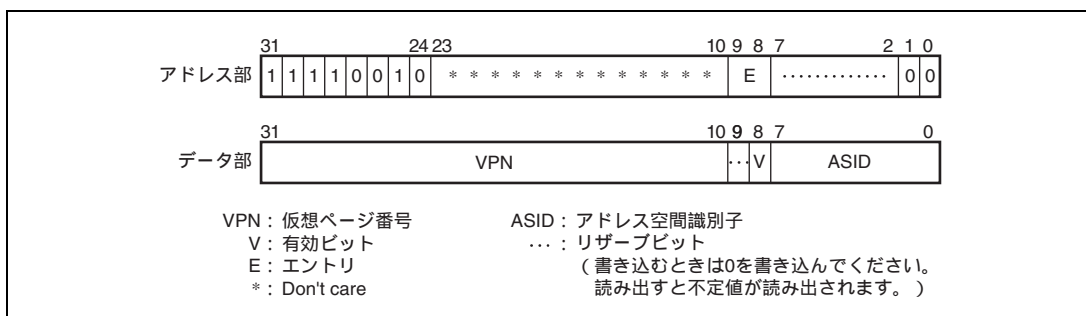 31 24 23 10 9 8 7 2 1 0
アドレス部 1 1 1 1 0 0 1 0 * * * * * * * * * * * * * E ············· 0 0
31 10 9 8 7 0
データ部 VPN ··· V ASID
VPN : 仮想ページ番号 ASID : アドレス空間識別子
V : 有効ビット ··· : リザーブビット
E : エントリ (書き込むときは0を書き込んでください。
* : Don't care 読み出すと不定値が読み出されます。)